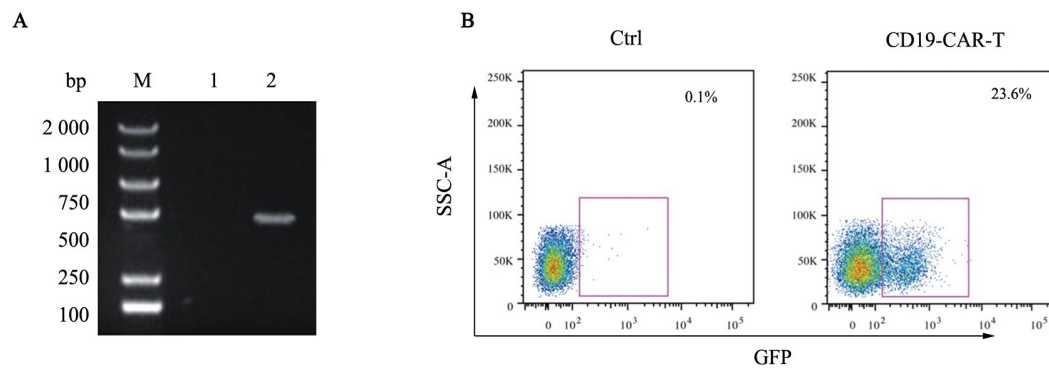 A
bp M 1 2
2 000
1 000
750
500
250
100
B
Ctrl
CD19-CAR-T
SSC-A
250K
200K
150K
100K
50K
0
0.1%
0 10² 10³ 10⁴ 10⁵
250K
200K
150K
100K
50K
0
23.6%
0 10² 10³ 10⁴ 10⁵
GFP